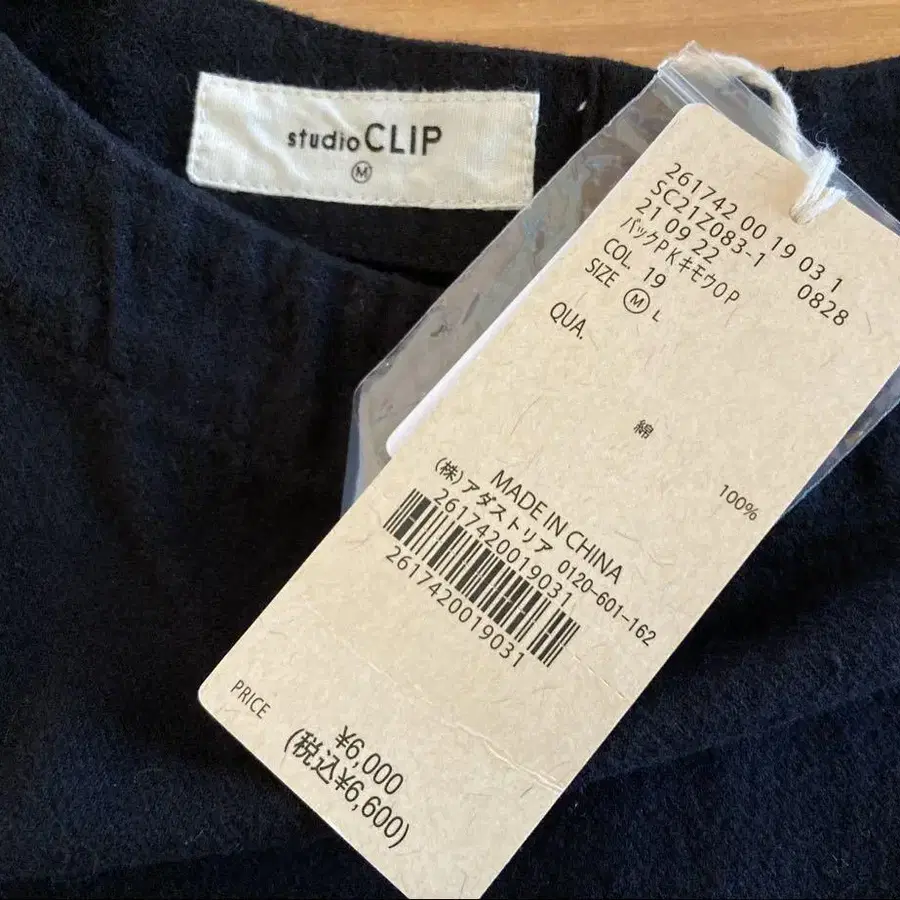 studio CLIP
M
261742 00 19 03 1
SC21Z083-1
21 09 22 0828
バックPKキモウOP
COL. 19
SIZE M L
QUA.
綿 100%
MADE IN CHINA
(株)アダストリア 0120-601-162
2617420019031
2617420019031
PRICE
¥6,000
(税込¥6,600)